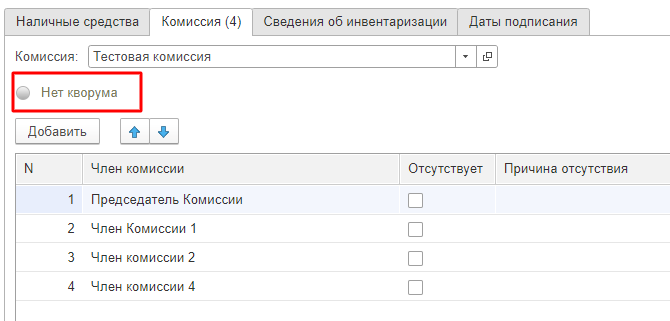 Наличные средства Комиссия (4) Сведения об инвентаризации Даты подписания
Комиссия: Тестовая комиссия
Нет кворума
Добавить
N Член комиссии Отсутствует Причина отсутствия
1 Председатель Комиссии
2 Член Комиссии 1
3 Член комиссии 2
4 Член комиссии 4